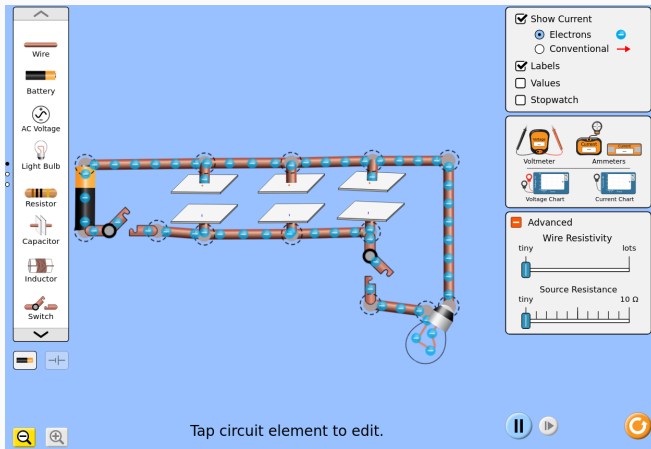 Wire
Battery
AC Voltage
Light Bulb
Resistor
Capacitor
Inductor
Switch
Show Current
Electrons
Conventional
Labels
Values
Stopwatch
Voltmeter
Ammeters
Voltage Chart
Current Chart
Advanced
Wire Resistivity
tiny lots
Source Resistance
tiny 10 Ω
Tap circuit element to edit.